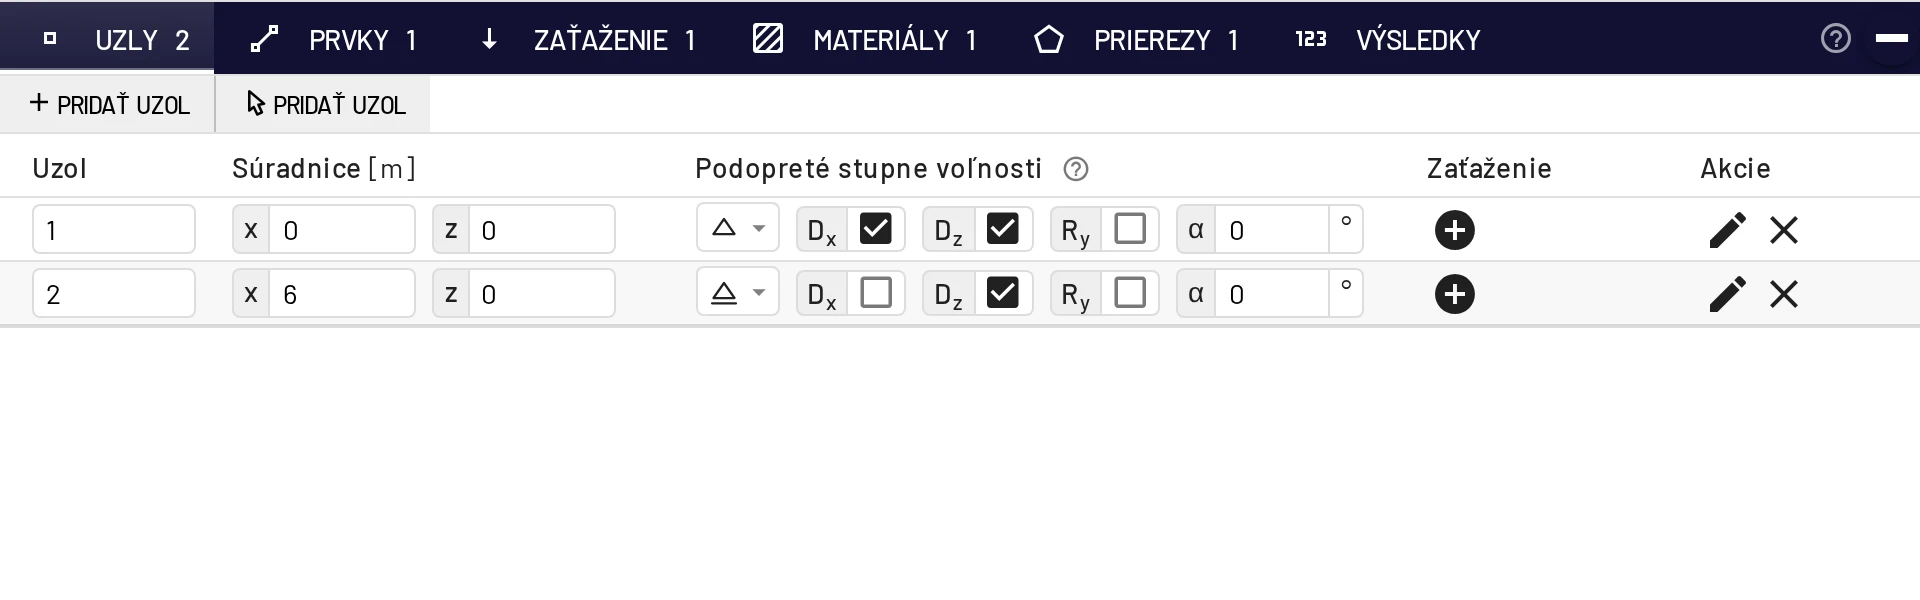 UZLY 2 PRVKY 1 ZAŤAŽENIE 1 MATERIÁLY 1 PRIEREZY 1 123 VÝSLEDKY ?
+ PRIDAŤ UZOL PRIDAŤ UZOL
Uzol Súradnice [m] Podopreté stupne voľnosti ? Zaťaženie Akcie
1 x 0 z 0 Dx Dz Ry α 0 °
2 x 6 z 0 Dx Dz Ry α 0 °